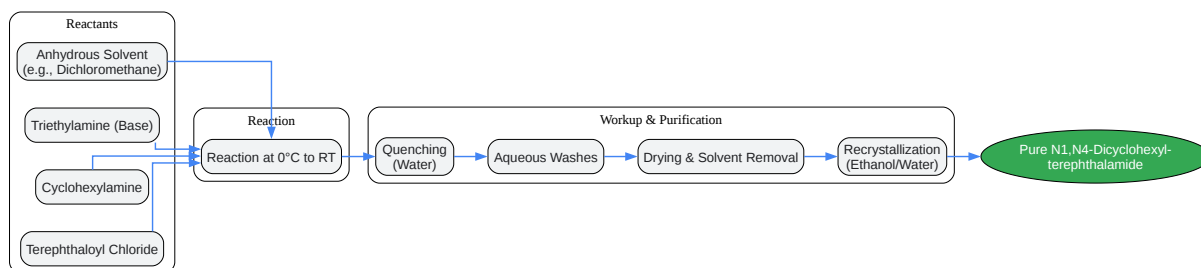 Reactants
Anhydrous Solvent
(e.g., Dichloromethane)
Triethylamine (Base)
Cyclohexylamine
Terephthaloyl Chloride
Reaction
Reaction at 0°C to RT
Workup & Purification
Quenching
(Water)
Aqueous Washes
Drying & Solvent Removal
Recrystallization
(Ethanol/Water)
Pure N1,N4-Dicyclohexyl-
terephthalamide